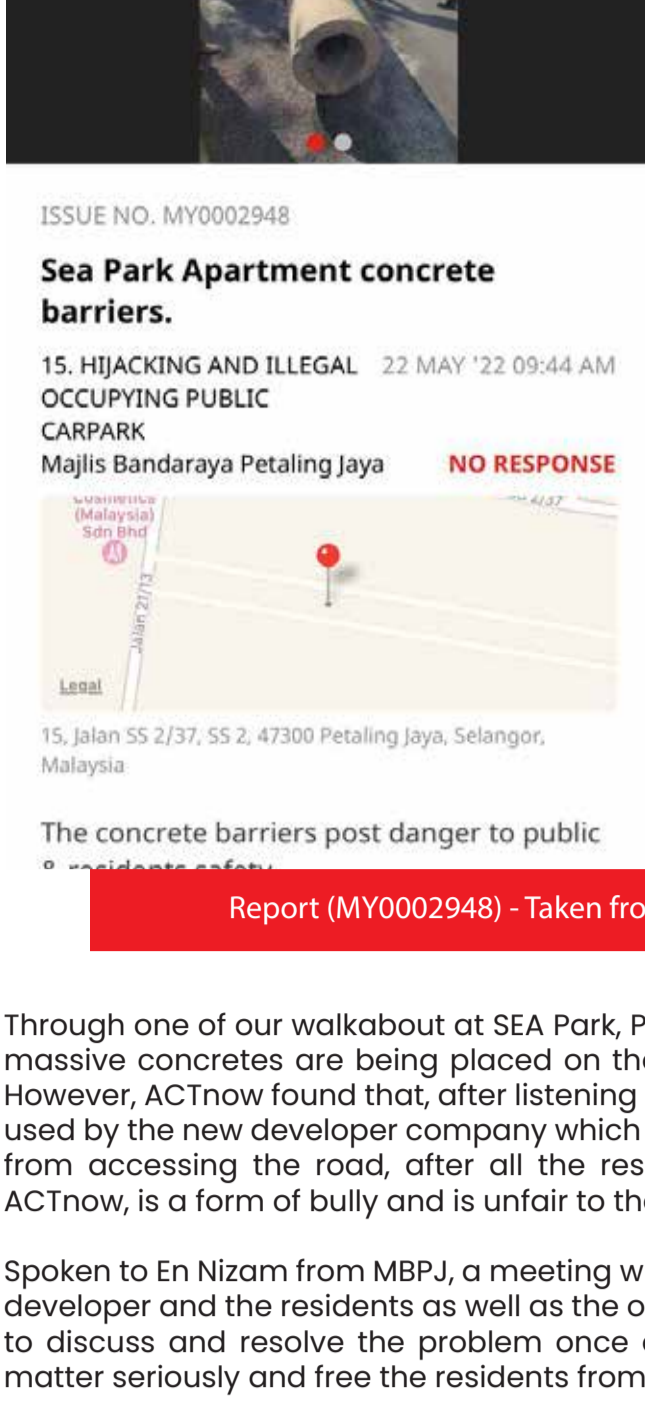 ISSUE NO. MY0002948
Sea Park Apartment concrete
barriers.
15. HIJACKING AND ILLEGAL 22 MAY '22 09:44 AM
OCCUPYING PUBLIC
CARPARK
Majlis Bandaraya Petaling Jaya NO RESPONSE
(Malaysia)
Sdn Bhd
Jalan 21/13
Legal
15, Jalan SS 2/37, SS 2, 47300 Petaling Jaya, Selangor,
Malaysia
The concrete barriers post danger to public
& residents safety
Report (MY0002948) - Taken fro
Through one of our walkabout at SEA Park, P
massive concretes are being placed on the
However, ACTnow found that, after listening
used by the new developer company which
from accessing the road, after all the res
ACTnow, is a form of bully and is unfair to the
Spoken to En Nizam from MBPJ, a meeting w
developer and the residents as well as the o
to discuss and resolve the problem once
matter seriously and free the residents from